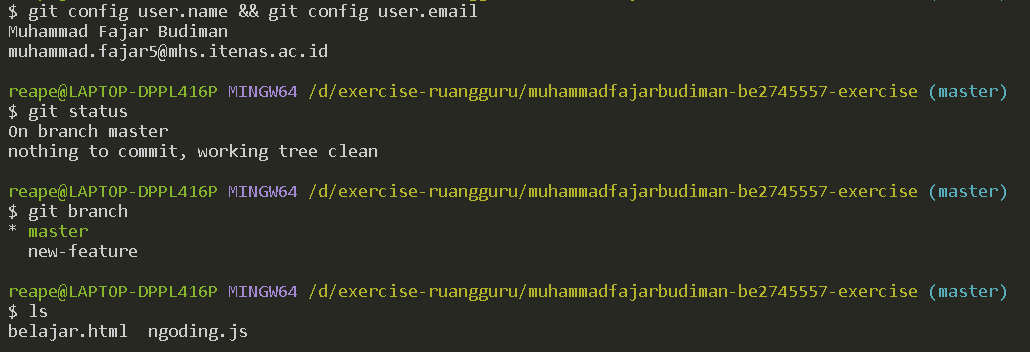 $ git config user.name && git config user.email
Muhammad Fajar Budiman
muhammad.fajar5@mhs.itenas.ac.id
reape@LAPTOP-DPPL416P MINGW64 /d/exercise-ruangguru/muhammadfajarbudiman-be2745557-exercise (master)
$ git status
On branch master
nothing to commit, working tree clean
reape@LAPTOP-DPPL416P MINGW64 /d/exercise-ruangguru/muhammadfajarbudiman-be2745557-exercise (master)
$ git branch
* master
  new-feature
reape@LAPTOP-DPPL416P MINGW64 /d/exercise-ruangguru/muhammadfajarbudiman-be2745557-exercise (master)
$ ls
belajar.html  ngoding.js